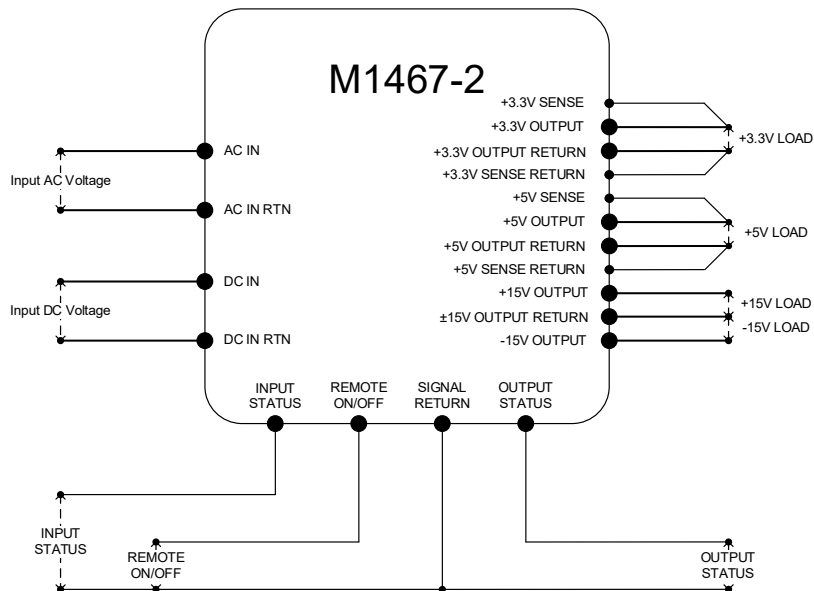 M1467-2
+3.3V SENSE
+3.3V OUTPUT
+3.3V LOAD
AC IN
+3.3V OUTPUT RETURN
+3.3V SENSE RETURN
Input AC Voltage
+5V SENSE
AC IN RTN
+5V OUTPUT
+5V LOAD
+5V OUTPUT RETURN
+5V SENSE RETURN
DC IN
+15V OUTPUT
+15V LOAD
Input DC Voltage
±15V OUTPUT RETURN
-15V LOAD
DC IN RTN
-15V OUTPUT
INPUT
STATUS
REMOTE
ON/OFF
SIGNAL
RETURN
OUTPUT
STATUS
INPUT
STATUS
REMOTE
ON/OFF
OUTPUT
STATUS